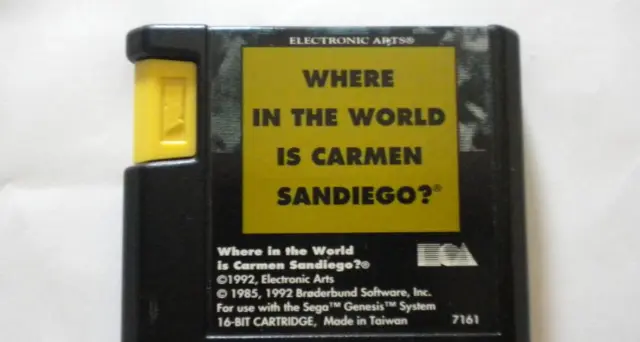 ELECTRONIC ARTS®
WHERE
IN THE WORLD
IS CARMEN
SANDIEGO?®
Where in the World
is Carmen Sandiego?®
©1992, Electronic Arts
© 1985, 1992 Brøderbund Software, Inc.
For use with the Sega™ Genesis™ System
16-BIT CARTRIDGE, Made in Taiwan 7161
EA